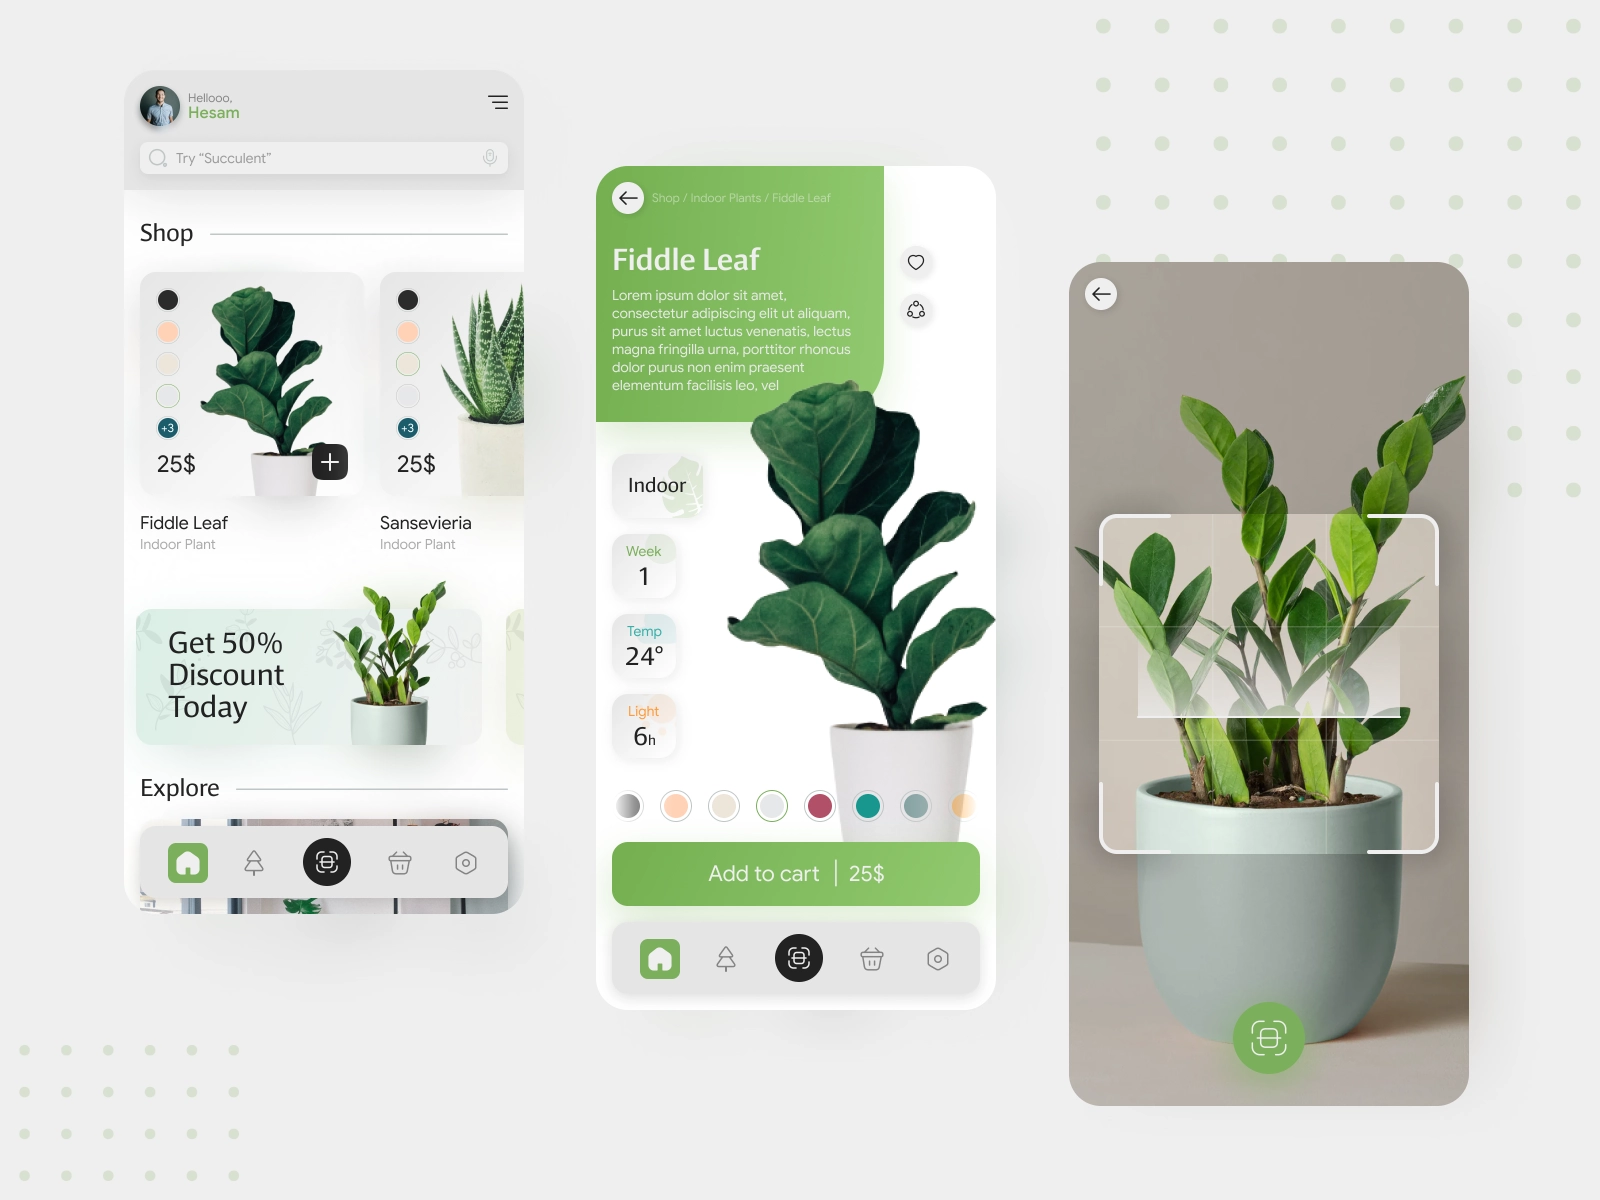 Hellooo,
Hesam
Try “Succulent”
Shop
+3
25$
+3
25$
Fiddle Leaf
Indoor Plant
Sansevieria
Indoor Plant
Get 50%
Discount
Today
Explore
Shop / Indoor Plants / Fiddle Leaf
Fiddle Leaf
Lorem ipsum dolor sit amet,
consectetur adipiscing elit ut aliquam,
purus sit amet luctus venenatis, lectus
magna fringilla urna, porttitor rhoncus
dolor purus non enim praesent
elementum facilisis leo, vel
Indoor
Week
1
Temp
24°
Light
6h
Add to cart | 25$